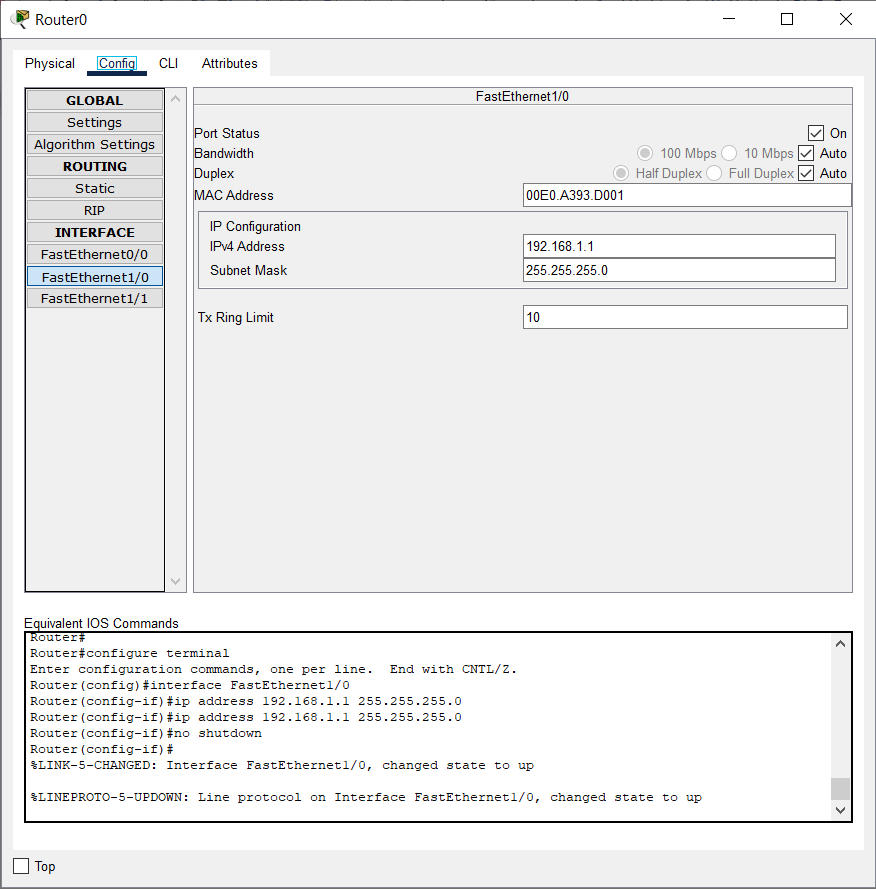 Router0
Physical Config CLI Attributes
GLOBAL
Settings
Algorithm Settings
ROUTING
Static
RIP
INTERFACE
FastEthernet0/0
FastEthernet1/0
FastEthernet1/1
FastEthernet1/0
Port Status On
Bandwidth 100 Mbps 10 Mbps Auto
Duplex Half Duplex Full Duplex Auto
MAC Address 00E0.A393.D001
IP Configuration
IPv4 Address 192.168.1.1
Subnet Mask 255.255.255.0
Tx Ring Limit 10
Equivalent IOS Commands
Router#
Router#configure terminal
Enter configuration commands, one per line.  End with CNTL/Z.
Router(config)#interface FastEthernet1/0
Router(config-if)#ip address 192.168.1.1 255.255.255.0
Router(config-if)#ip address 192.168.1.1 255.255.255.0
Router(config-if)#no shutdown
Router(config-if)#
%LINK-5-CHANGED: Interface FastEthernet1/0, changed state to up
%LINEPROTO-5-UPDOWN: Line protocol on Interface FastEthernet1/0, changed state to up
Top